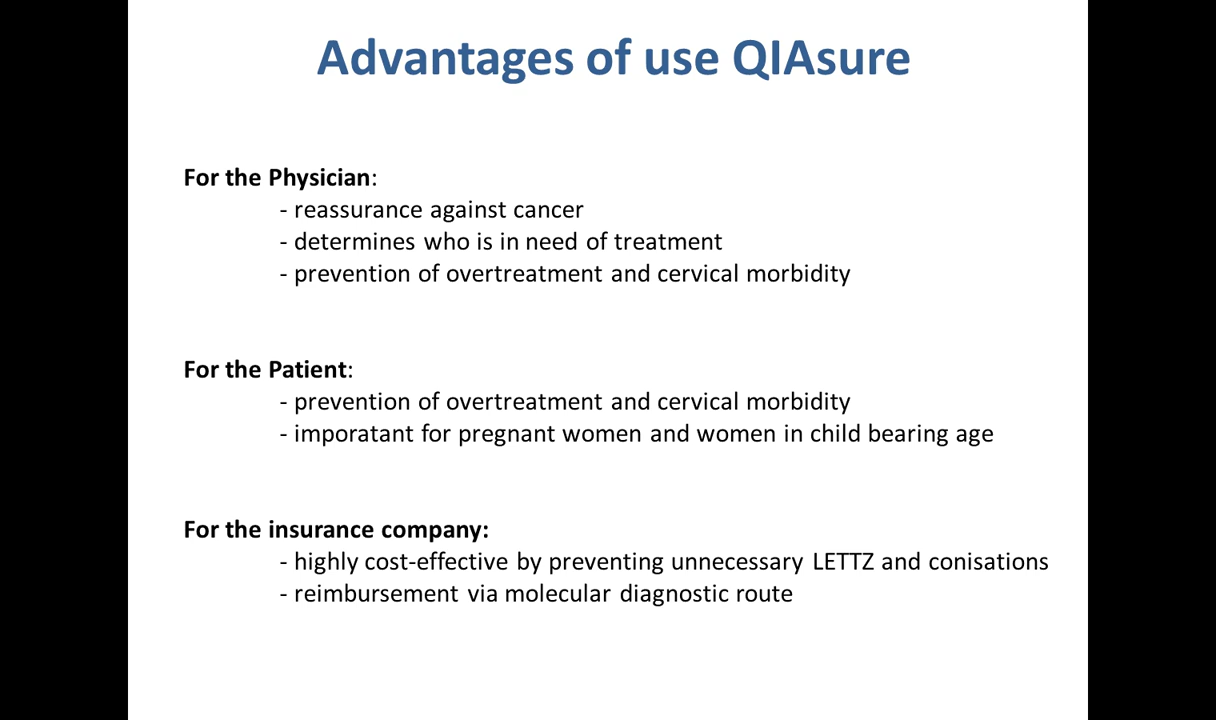 Advantages of use QIAsure
For the Physician:
- reassurance against cancer
- determines who is in need of treatment
- prevention of overtreatment and cervical morbidity
For the Patient:
- prevention of overtreatment and cervical morbidity
- imporatant for pregnant women and women in child bearing age
For the insurance company:
- highly cost-effective by preventing unnecessary LETTZ and conisations
- reimbursement via molecular diagnostic route